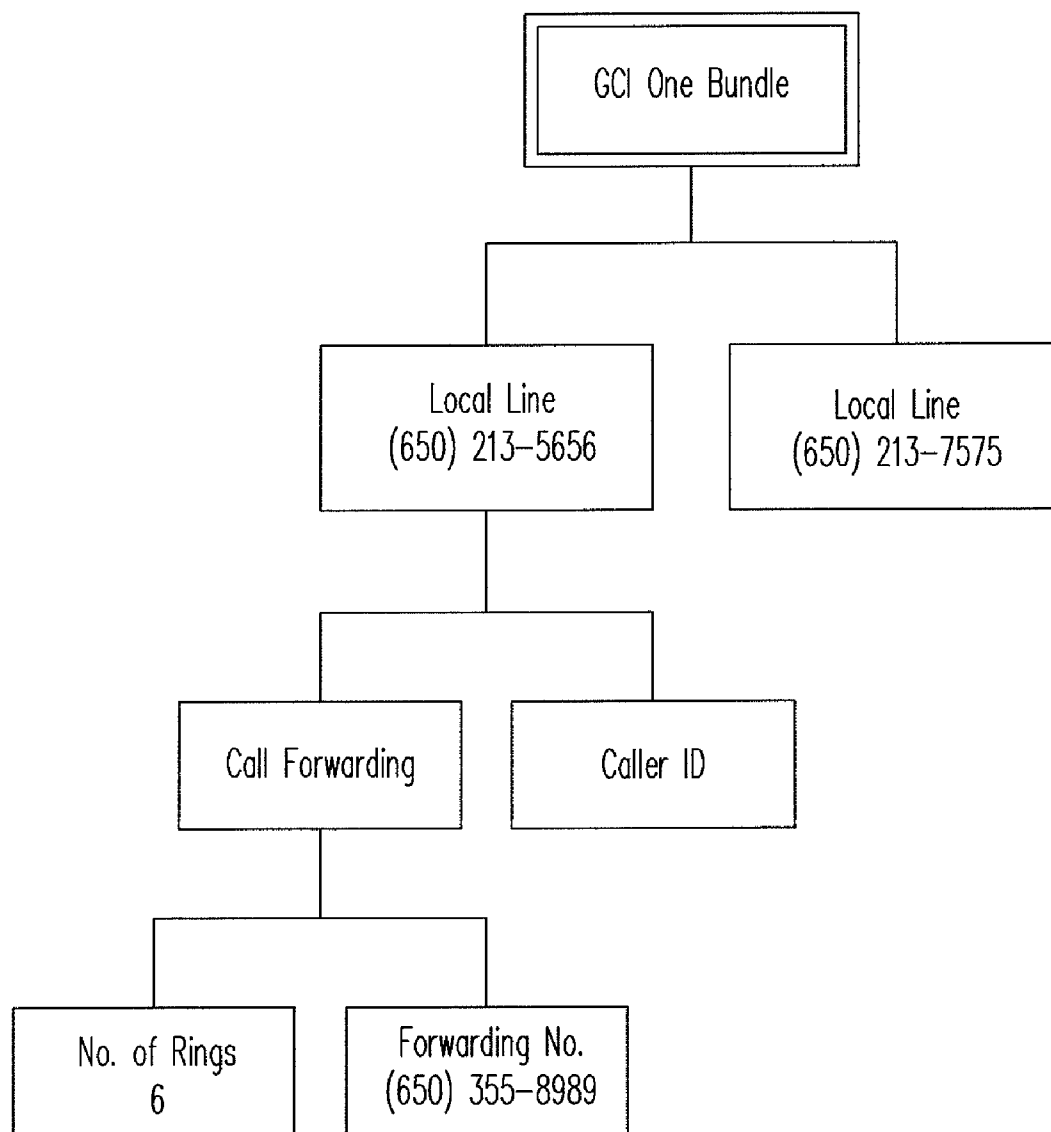 GCI One Bundle
Local Line
(650) 213–5656
Local Line
(650) 213–7575
Call Forwarding
Caller ID
No. of Rings
6
Forwarding No.
(650) 355–8989